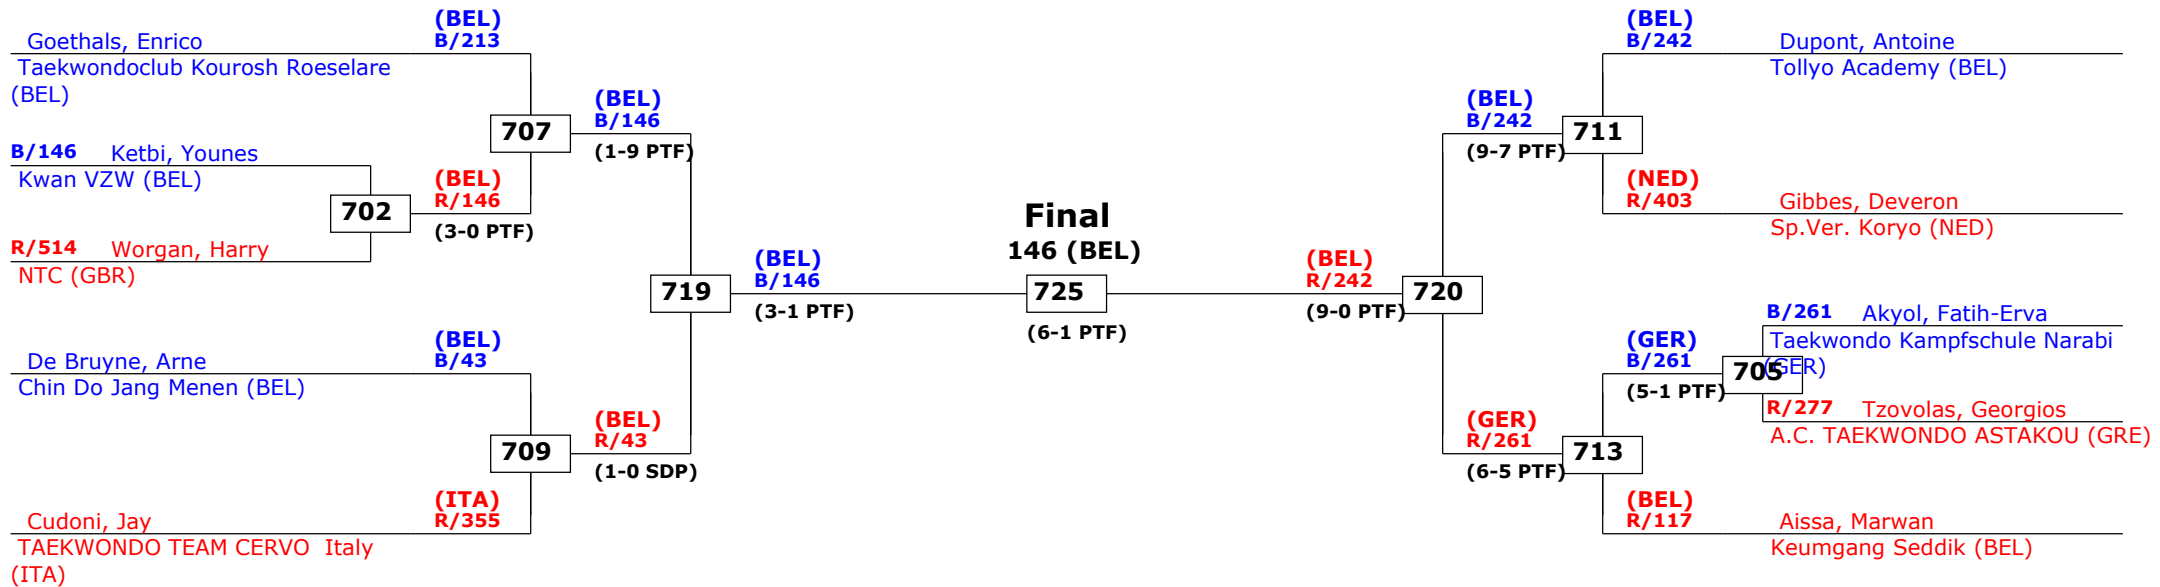 (BEL)
B/213
Goethals, Enrico
Taekwondoclub Kourosh Roeselare
(BEL)
B/146 Ketbi, Younes
Kwan VZW (BEL)
R/514 Worgan, Harry
NTC (GBR)
702
(BEL)
R/146
(3-0 PTF)
707
(BEL)
B/146
(1-9 PTF)
De Bruyne, Arne
Chin Do Jang Menen (BEL)
(BEL)
B/43
Cudoni, Jay
TAEKWONDO TEAM CERVO Italy
(ITA)
(ITA)
R/355
709
(BEL)
R/43
(1-0 SDP)
719
(BEL)
B/146
(3-1 PTF)
Final
146 (BEL)
725
(6-1 PTF)
(BEL)
R/242
(9-0 PTF)
720
(BEL)
B/242
(9-7 PTF)
711
(BEL)
B/242
Dupont, Antoine
Tollyo Academy (BEL)
(NED)
R/403
Gibbes, Deveron
Sp.Ver. Koryo (NED)
(GER)
R/261
(6-5 PTF)
713
(GER)
B/261
(5-1 PTF)
705
B/261 Akyol, Fatih-Erva
Taekwondo Kampfschule Narabi
(GER)
R/277 Tzovolas, Georgios
A.C. TAEKWONDO ASTAKOU (GRE)
(BEL)
R/117
Aissa, Marwan
Keumgang Seddik (BEL)